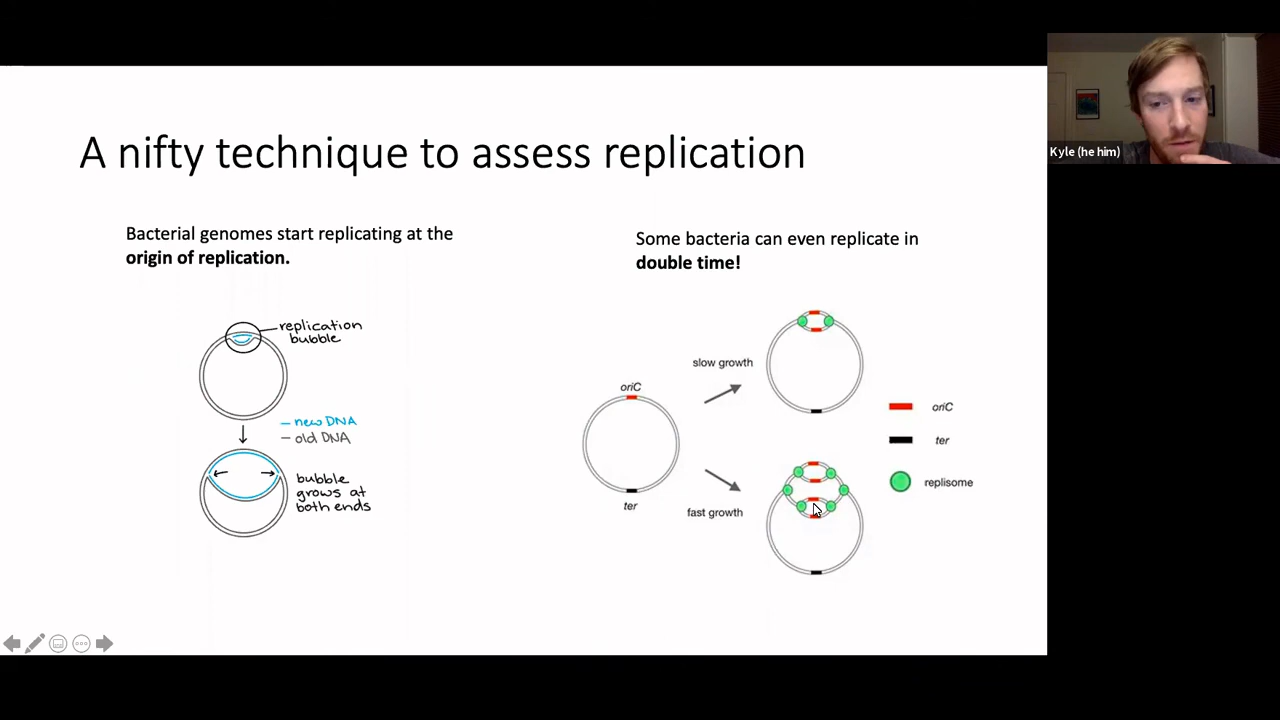 A nifty technique to assess replication
Kyle (he him)
Bacterial genomes start replicating at the
origin of replication.
replication
bubble
new DNA
old DNA
bubble
grows at
both ends
Some bacteria can even replicate in
double time!
slow growth
oriC
ter
fast growth
oriC
ter
replisome